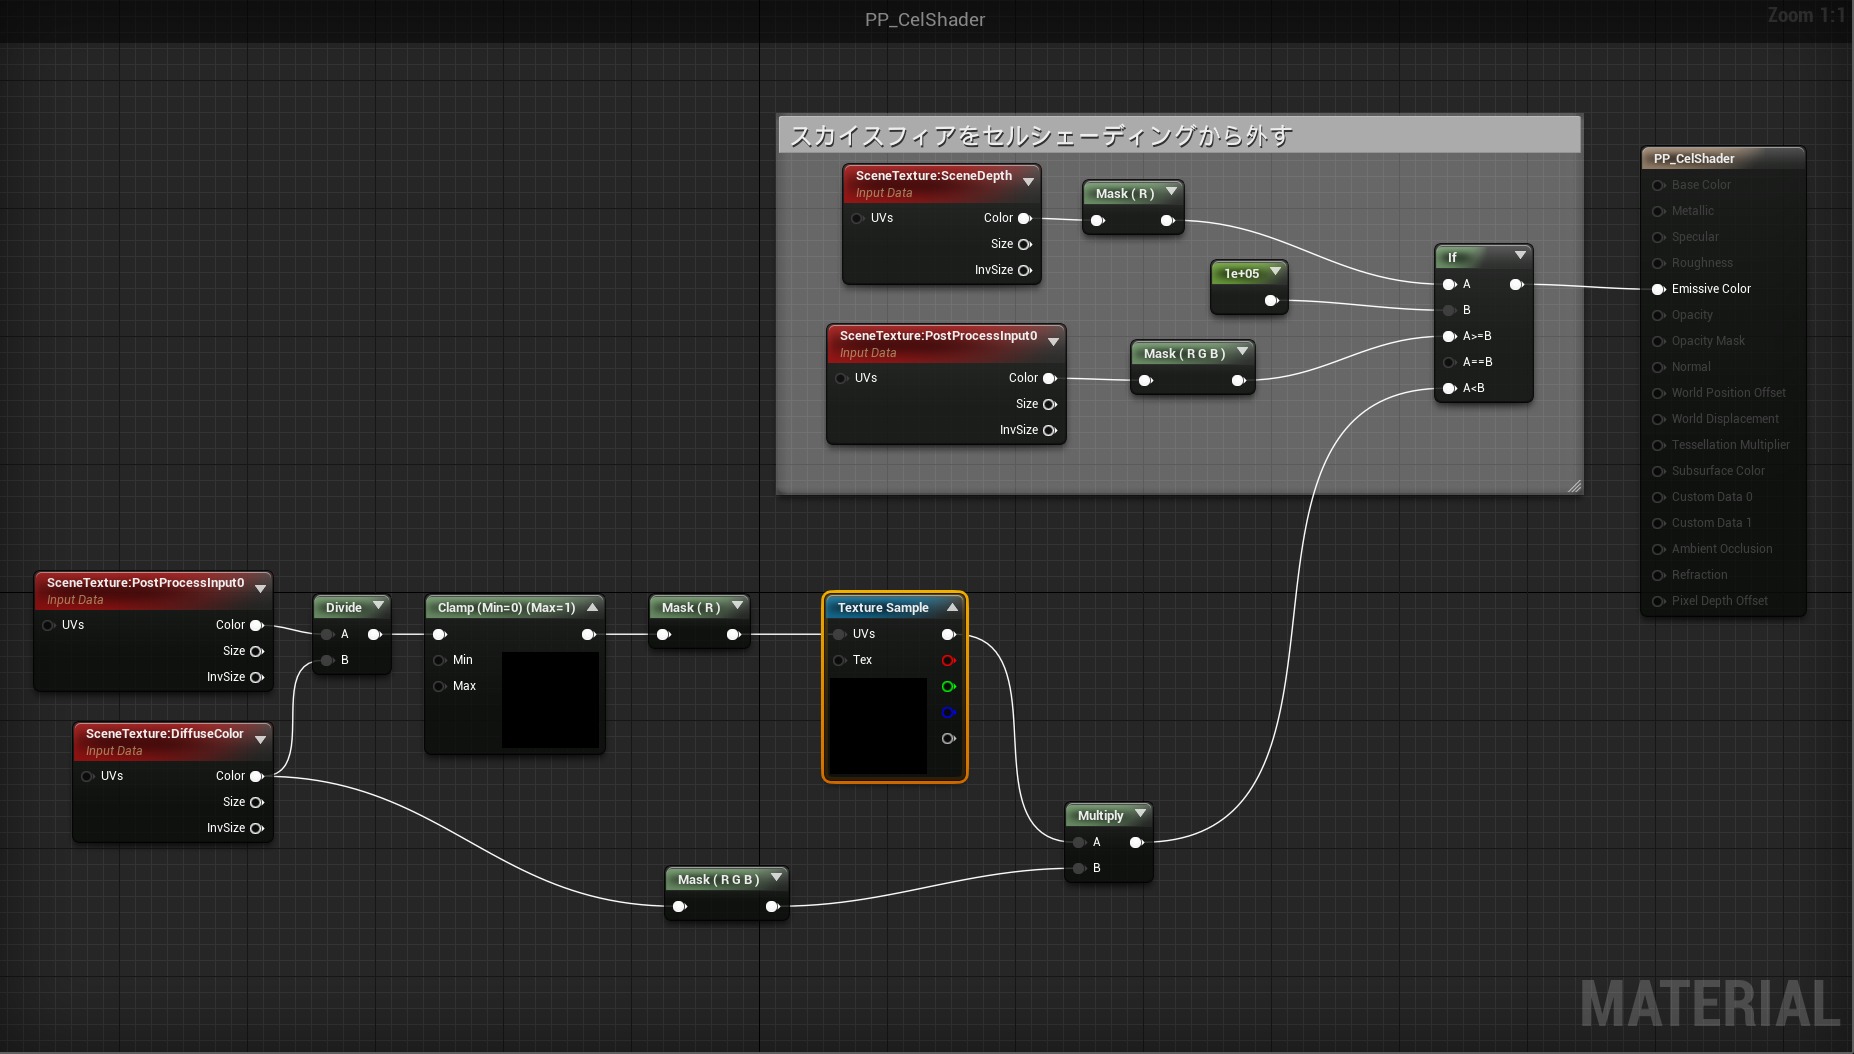 PP_CelShader
Zoom 1:1
スカイスフィアをセルシェーディングから外す
SceneTexture:SceneDepth
Input Data
UVs
Color
Size
InvSize
Mask ( R )
1e+05
SceneTexture:PostProcessInput0
Input Data
UVs
Color
Size
InvSize
Mask ( R G B )
If
A
B
A>=B
A==B
A<B
PP_CelShader
Base Color
Metallic
Specular
Roughness
Emissive Color
Opacity
Opacity Mask
Normal
World Position Offset
World Displacement
Tessellation Multiplier
Subsurface Color
Custom Data 0
Custom Data 1
Ambient Occlusion
Refraction
Pixel Depth Offset
SceneTexture:PostProcessInput0
Input Data
UVs
Color
Size
InvSize
SceneTexture:DiffuseColor
Input Data
UVs
Color
Size
InvSize
Divide
A
B
Clamp (Min=0) (Max=1)
Min
Max
Mask ( R )
Texture Sample
UVs
Tex
Mask ( R G B )
Multiply
A
B
MATERIAL